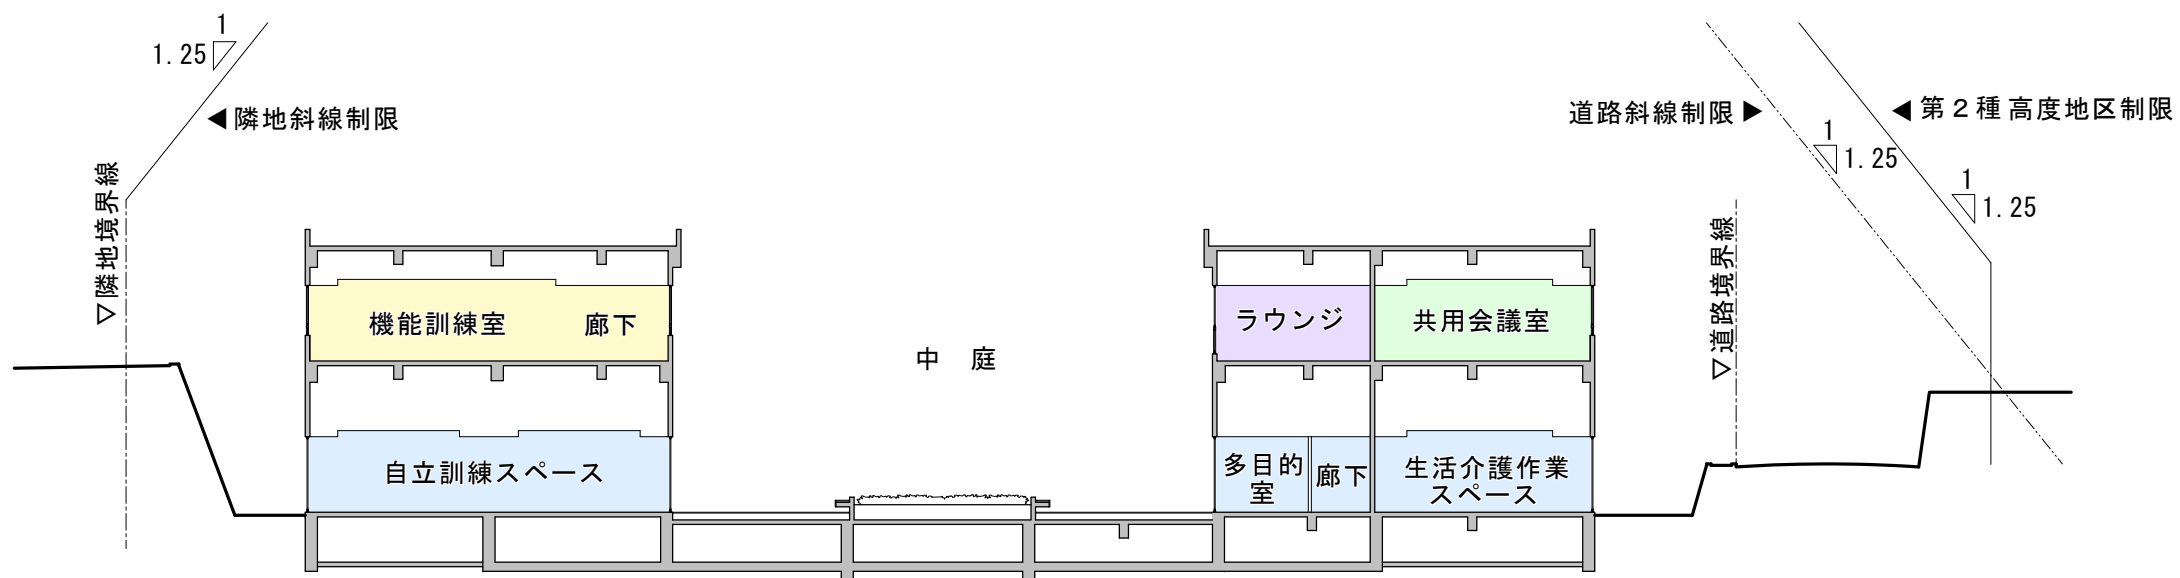 1
1.25
◀隣地斜線制限
▽隣地境界線
道路斜線制限▶
◀第2種高度地区制限
1
1.25
1
1.25
▽道路境界線
機能訓練室
廊下
ラウンジ
共用会議室
中 庭
自立訓練スペース
多目的
室
廊下
生活介護作業
スペース